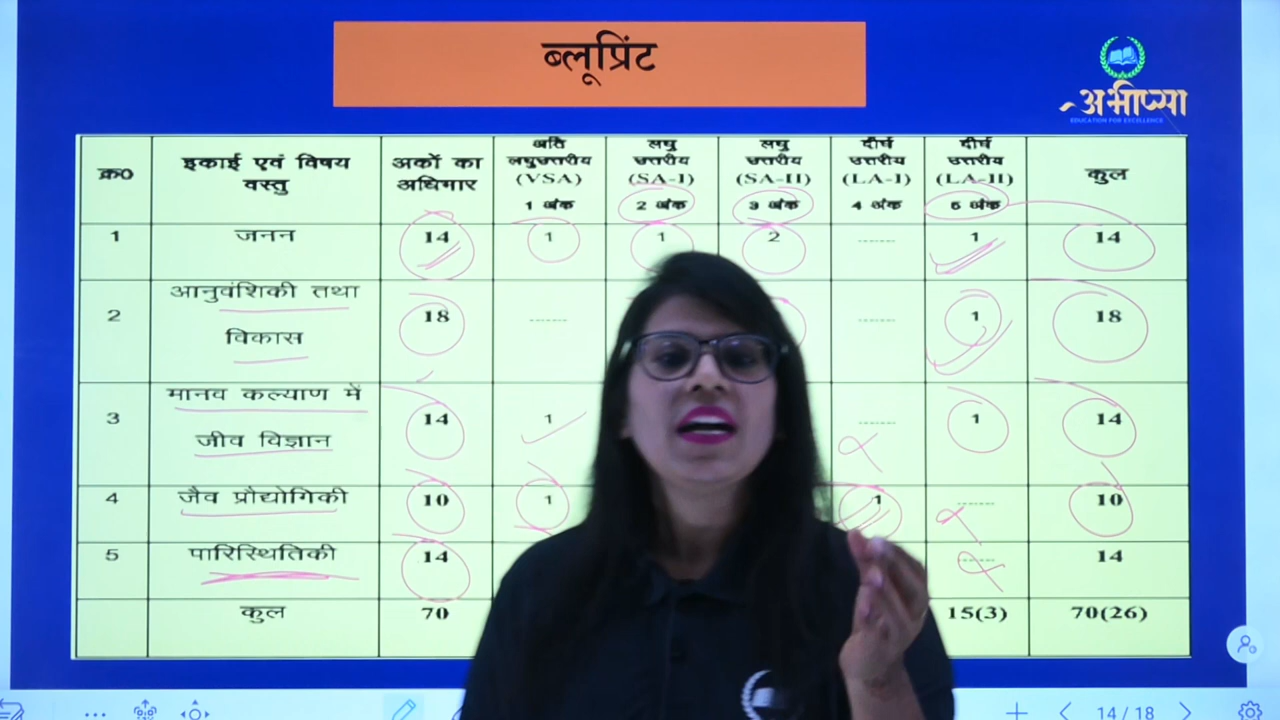 ब्लूप्रिंट
अभीप्सा
EDUCATION FOR EXCELLENCE
क्र0 इकाई एवं विषय वस्तु अकों का अधिभार अति लघुत्तरीय (VSA) 1 अंक लघु उत्तरीय (SA-I) 2 अंक लघु उत्तरीय (SA-II) 3 अंक दीर्घ उत्तरीय (LA-I) 4 अंक दीर्घ उत्तरीय (LA-II) 5 अंक कुल
1 जनन 14 1 1 2 ------ 1 14
2 आनुवंशिकी तथा विकास 18 ------ ------ 1 18
3 मानव कल्याण में जीव विज्ञान 14 1 ------ 1 14
4 जैव प्रौद्योगिकी 10 1 1 ------ 10
5 पारिस्थितिकी 14 ------ 14
कुल 70 15(3) 70(26)
14 / 18